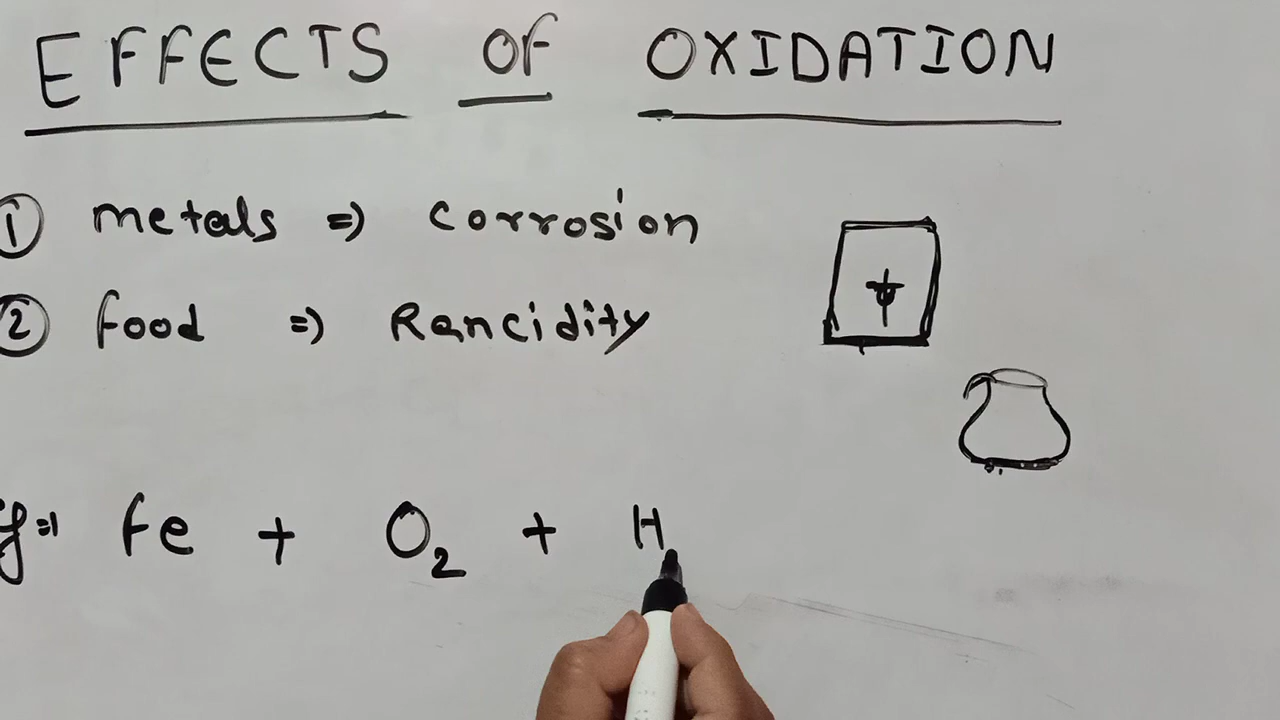 EFFECTS OF OXIDATION
① metals => corrosion
② food => Rancidity
Fe + O₂ + H